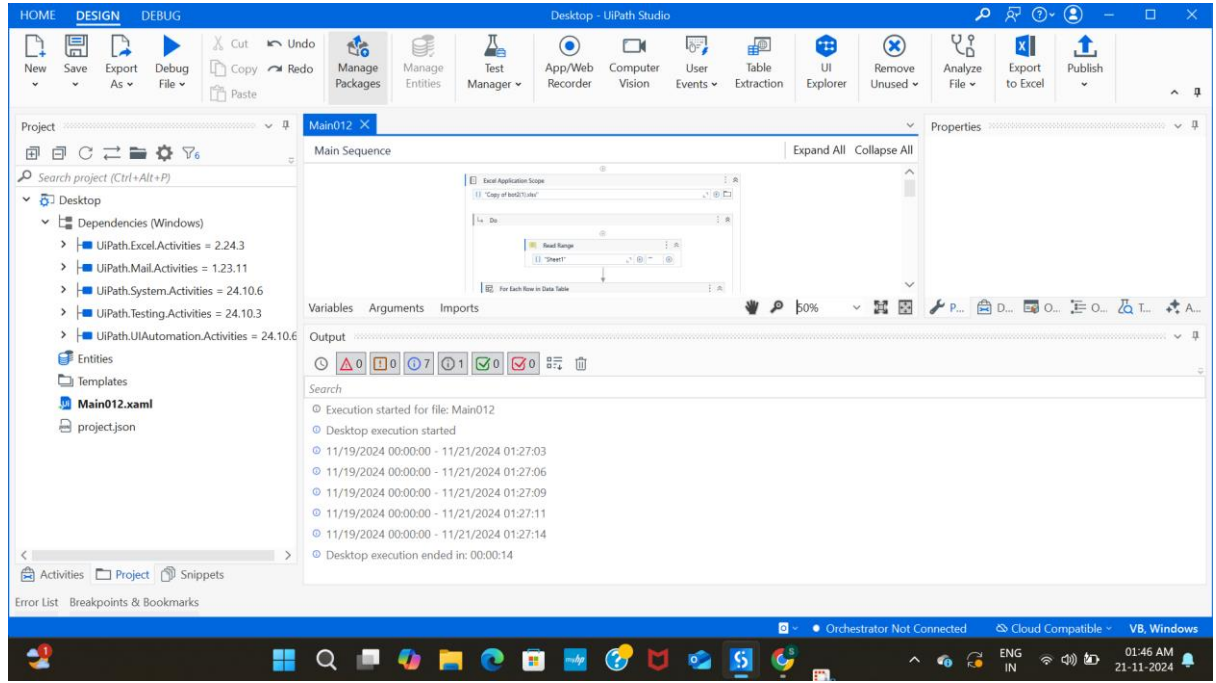 HOME DESIGN DEBUG Desktop - UiPath Studio
New Save Export As Debug File Cut Copy Paste Undo Redo Manage Packages Manage Entities Test Manager App/Web Recorder Computer Vision User Events Table Extraction UI Explorer Remove Unused Analyze File Export to Excel Publish
Project
6
Search project (Ctrl+Alt+P)
Desktop
Dependencies (Windows)
UiPath.Excel.Activities = 2.24.3
UiPath.Mail.Activities = 1.23.11
UiPath.System.Activities = 24.10.6
UiPath.Testing.Activities = 24.10.3
UiPath.UIAutomation.Activities = 24.10.6
Entities
Templates
Main012.xaml
project.json
Activities Project Snippets
Error List Breakpoints & Bookmarks
Main012
Main Sequence Expand All Collapse All
Excel Application Scope
"Copy of bot2(1).xlsx"
Do
Read Range
"Sheet1" ""
For Each Row in Data Table
Variables Arguments Imports 50%
Properties
P... D... O... O... T... A...
Output
0 0 7 1 0 0
Search
Execution started for file: Main012
Desktop execution started
11/19/2024 00:00:00 - 11/21/2024 01:27:03
11/19/2024 00:00:00 - 11/21/2024 01:27:06
11/19/2024 00:00:00 - 11/21/2024 01:27:09
11/19/2024 00:00:00 - 11/21/2024 01:27:11
11/19/2024 00:00:00 - 11/21/2024 01:27:14
Desktop execution ended in: 00:00:14
Orchestrator Not Connected Cloud Compatible VB, Windows
1
myhp
ENG IN
01:46 AM
21-11-2024